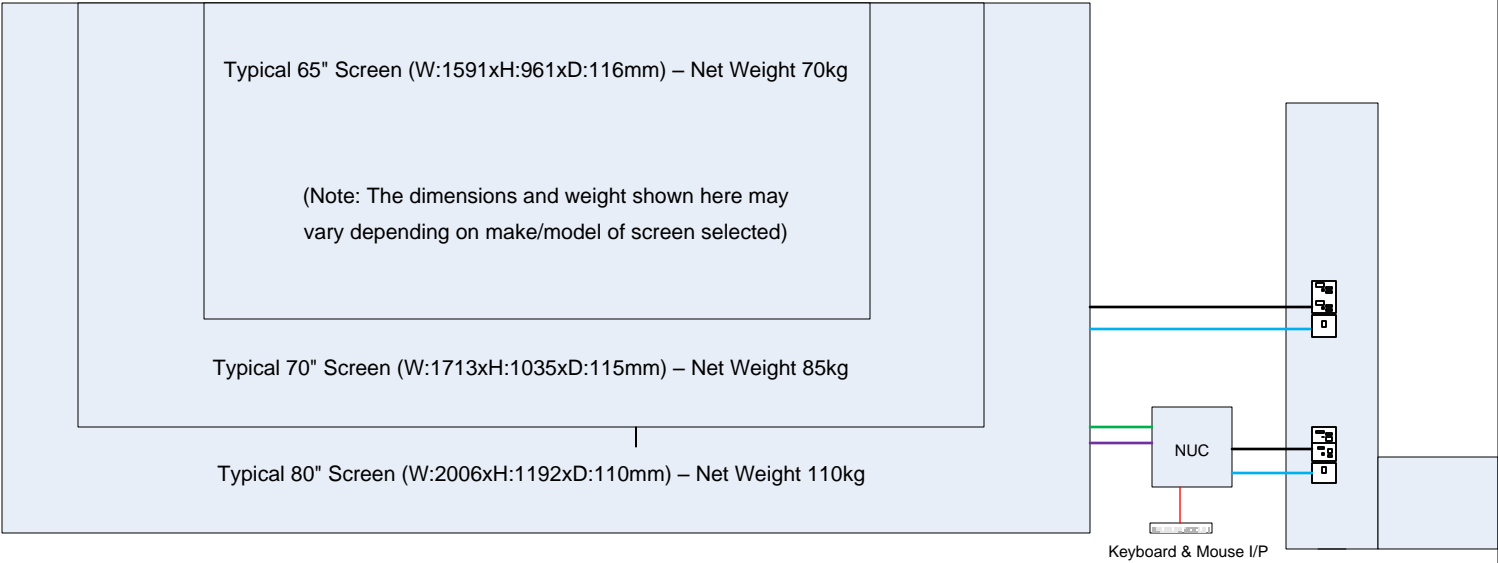 Typical 65" Screen (W:1591xH:961xD:116mm) – Net Weight 70kg
(Note: The dimensions and weight shown here may
vary depending on make/model of screen selected)
Typical 70" Screen (W:1713xH:1035xD:115mm) – Net Weight 85kg
Typical 80" Screen (W:2006xH:1192xD:110mm) – Net Weight 110kg
NUC
Keyboard & Mouse I/P